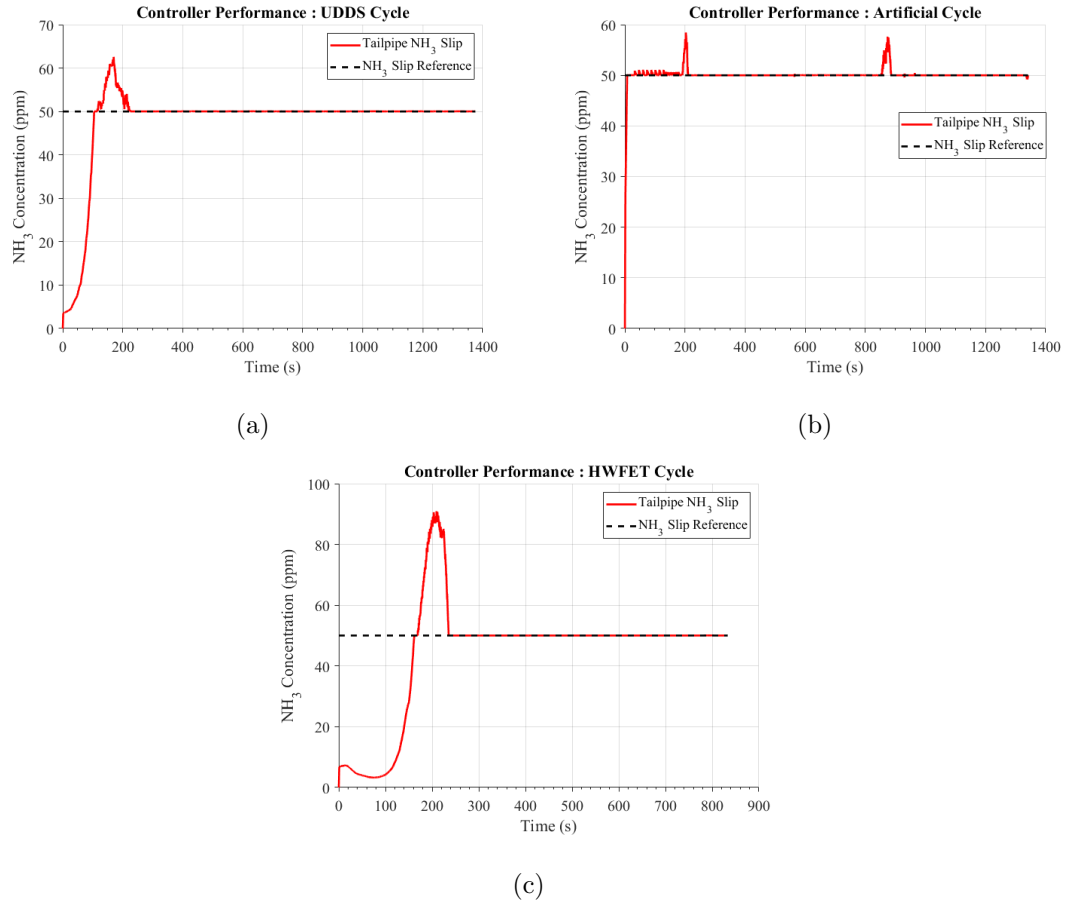 Controller Performance : UDDS Cycle
70
60
50
40
30
20
10
0
NH3 Concentration (ppm)
Tailpipe NH3 Slip
NH3 Slip Reference
0 200 400 600 800 1000 1200 1400
Time (s)
(a)
Controller Performance : Artificial Cycle
60
50
40
30
20
10
0
NH3 Concentration (ppm)
Tailpipe NH3 Slip
NH3 Slip Reference
0 200 400 600 800 1000 1200 1400
Time (s)
(b)
Controller Performance : HWFET Cycle
100
80
60
40
20
0
NH3 Concentration (ppm)
Tailpipe NH3 Slip
NH3 Slip Reference
0 100 200 300 400 500 600 700 800 900
Time (s)
(c)